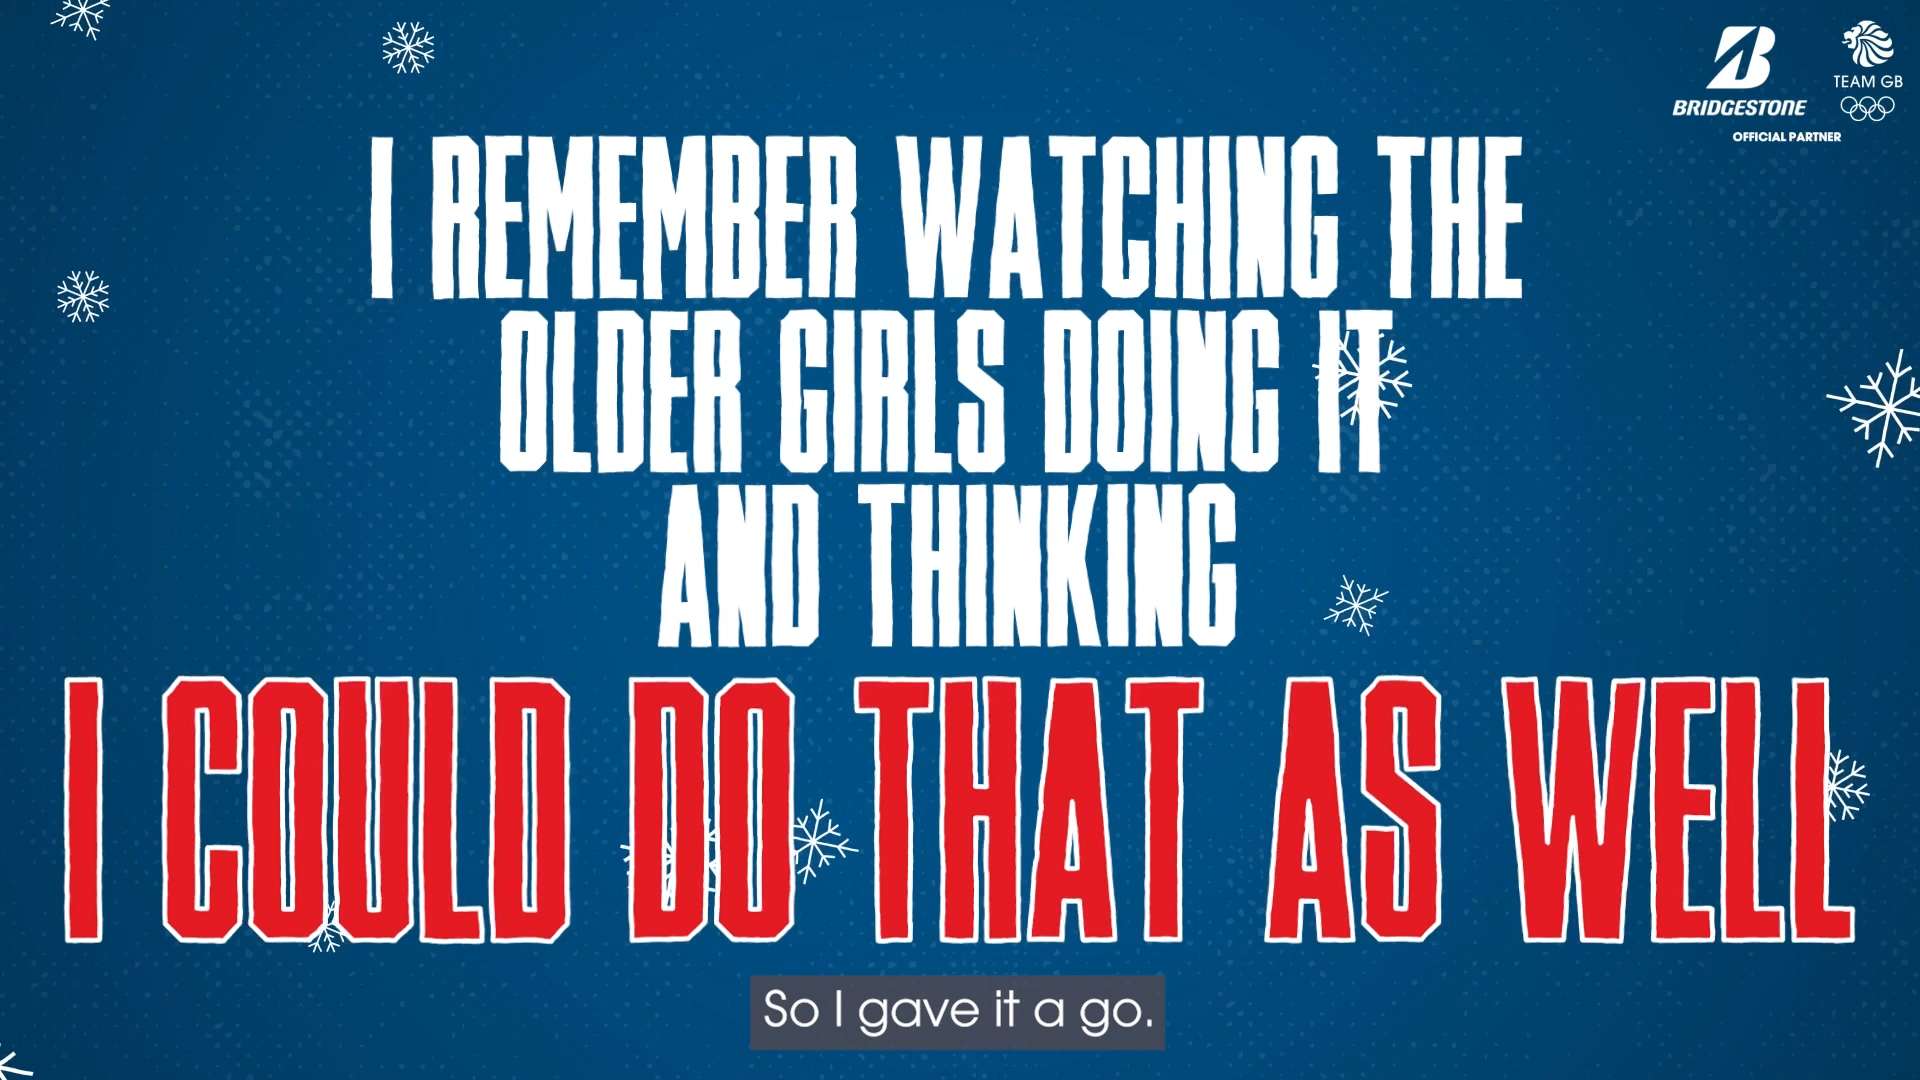 BRIDGESTONE
TEAM GB
OFFICIAL PARTNER
I REMEMBER WATCHING THE
OLDER GIRLS DOING IT
AND THINKING
I COULD DO THAT AS WELL
So I gave it a go.